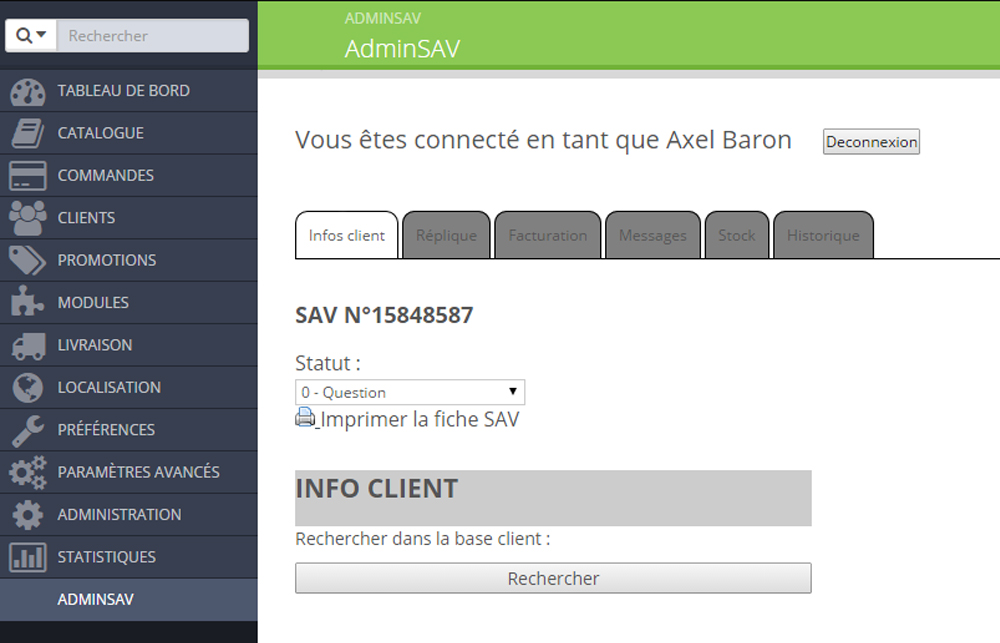 Rechercher
TABLEAU DE BORD
CATALOGUE
COMMANDES
CLIENTS
PROMOTIONS
MODULES
LIVRAISON
LOCALISATION
PRÉFÉRENCES
PARAMÈTRES AVANCÉS
ADMINISTRATION
STATISTIQUES
ADMINSAV
ADMINSAV
AdminSAV
Vous êtes connecté en tant que Axel Baron Deconnexion
Infos client Réplique Facturation Messages Stock Historique
SAV N°15848587
Statut :
0 - Question
Imprimer la fiche SAV
INFO CLIENT
Rechercher dans la base client :
Rechercher